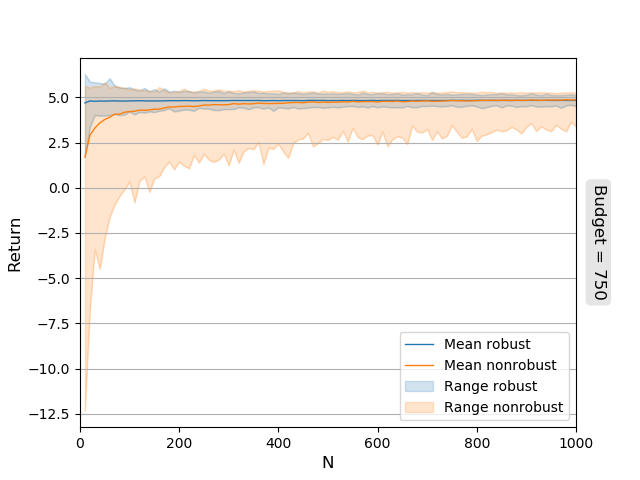 5.0
2.5
0.0
−2.5
−5.0
−7.5
−10.0
−12.5
Return
0
200
400
600
800
1000
N
Budget = 750
Mean robust
Mean nonrobust
Range robust
Range nonrobust